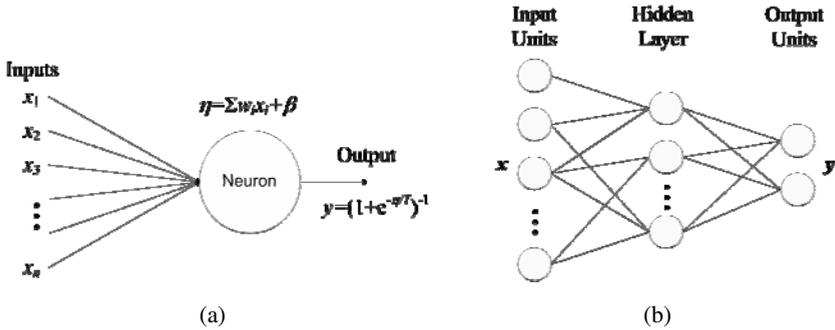 Inputs
x1
x2
x3
xn
η=Σwixi+β
Neuron
Output
y=(1+e^-η/T)^-1
(a)
Input
Units
Hidden
Layer
Output
Units
x
y
(b)